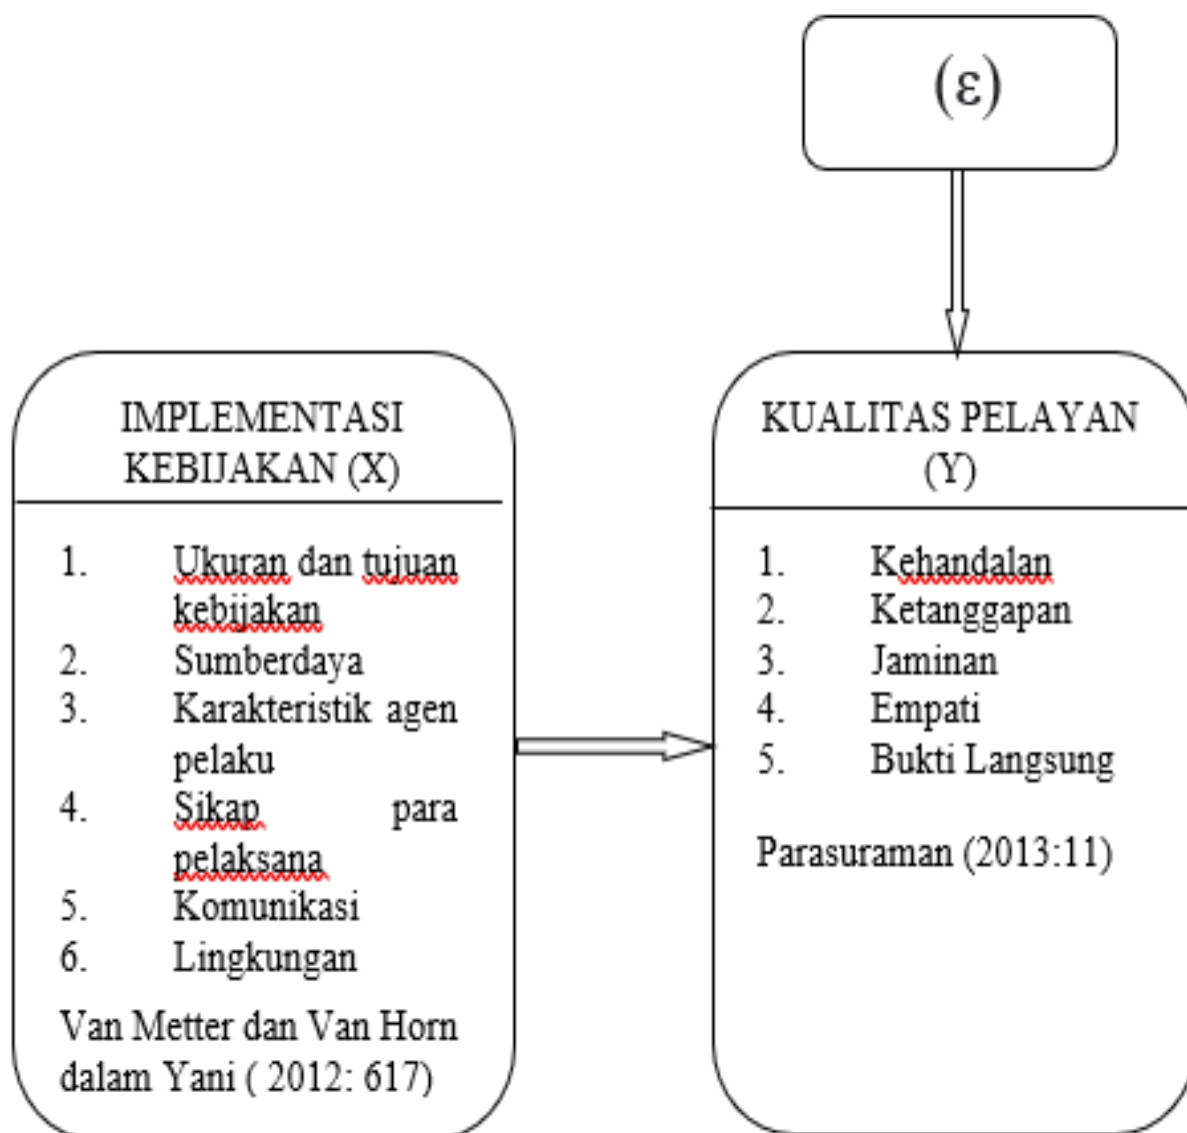 (ε)
IMPLEMENTASI
KEBIJAKAN (X)
1. Ukuran dan tujuan
kebijakan
2. Sumberdaya
3. Karakteristik agen
pelaku
4. Sikap para
pelaksana
5. Komunikasi
6. Lingkungan
Van Metter dan Van Horn
dalam Yani ( 2012: 617)
KUALITAS PELAYAN
(Y)
1. Kehandalan
2. Ketanggapan
3. Jaminan
4. Empati
5. Bukti Langsung
Parasuraman (2013:11)